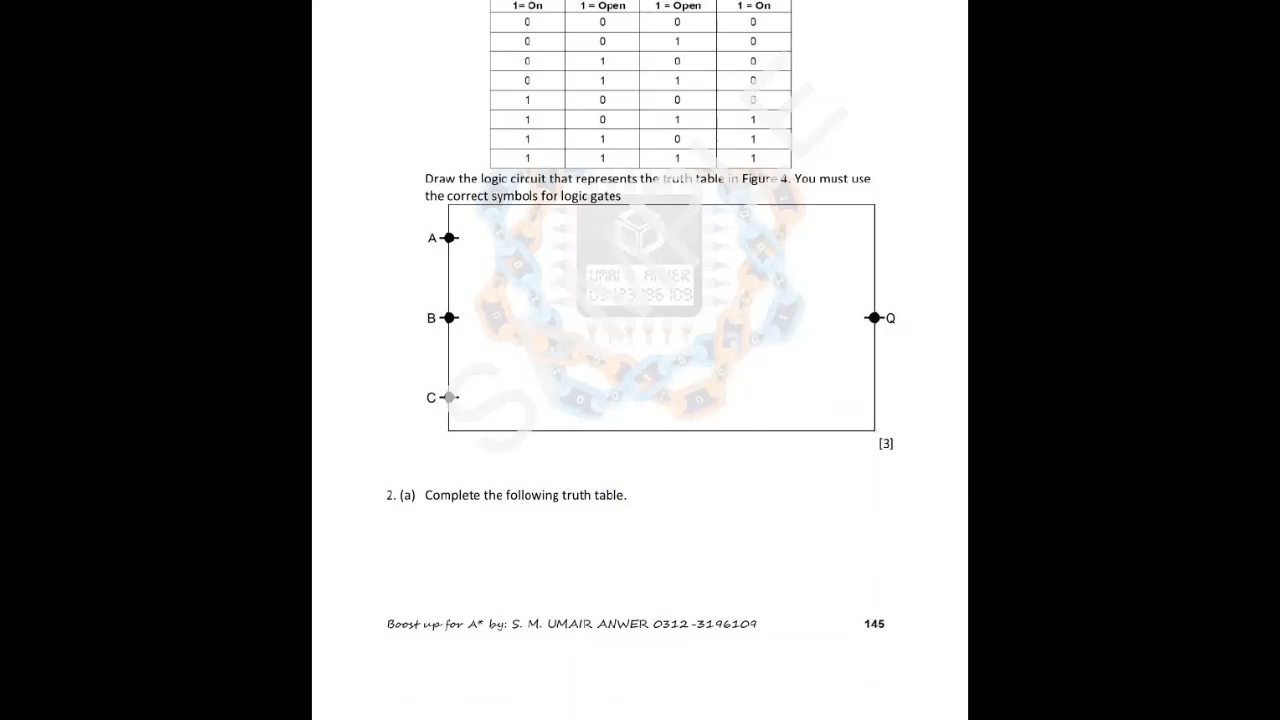 1= On 1 = Open 1 = Open 1 = On
0 0 0 0
0 0 1 0
0 1 0 0
0 1 1 0
1 0 0 0
1 0 1 1
1 1 0 1
1 1 1 1
Draw the logic circuit that represents the truth table in Figure 4. You must use
the correct symbols for logic gates
A
B
Q
C
[3]
2. (a) Complete the following truth table.
Boost up for A* by: S. M. UMAIR ANWER 0312-3196109
145